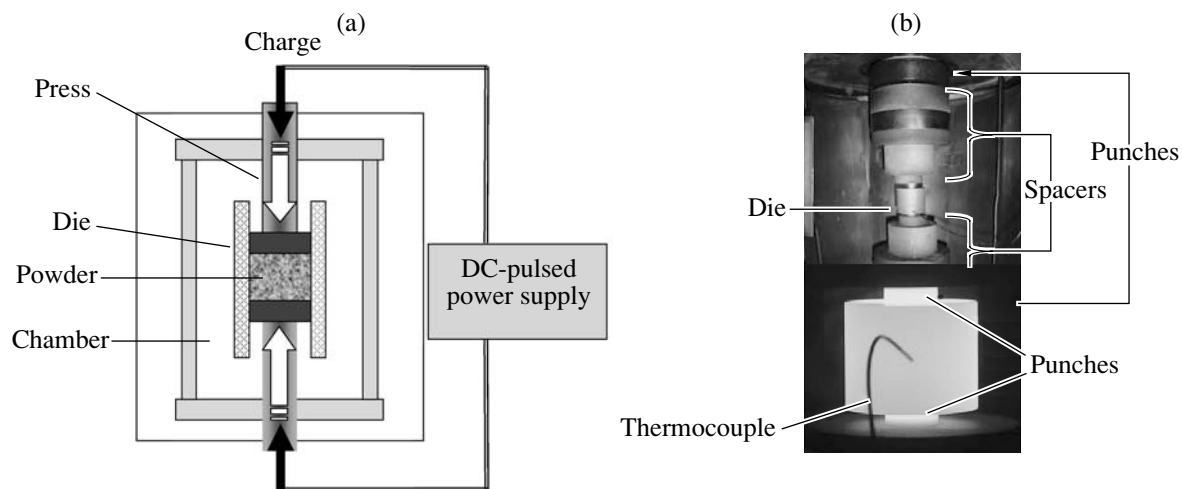 (a)
Charge
Press
Die
Powder
Chamber
DC-pulsed
power supply
(b)
Punches
Spacers
Die
Punches
Thermocouple